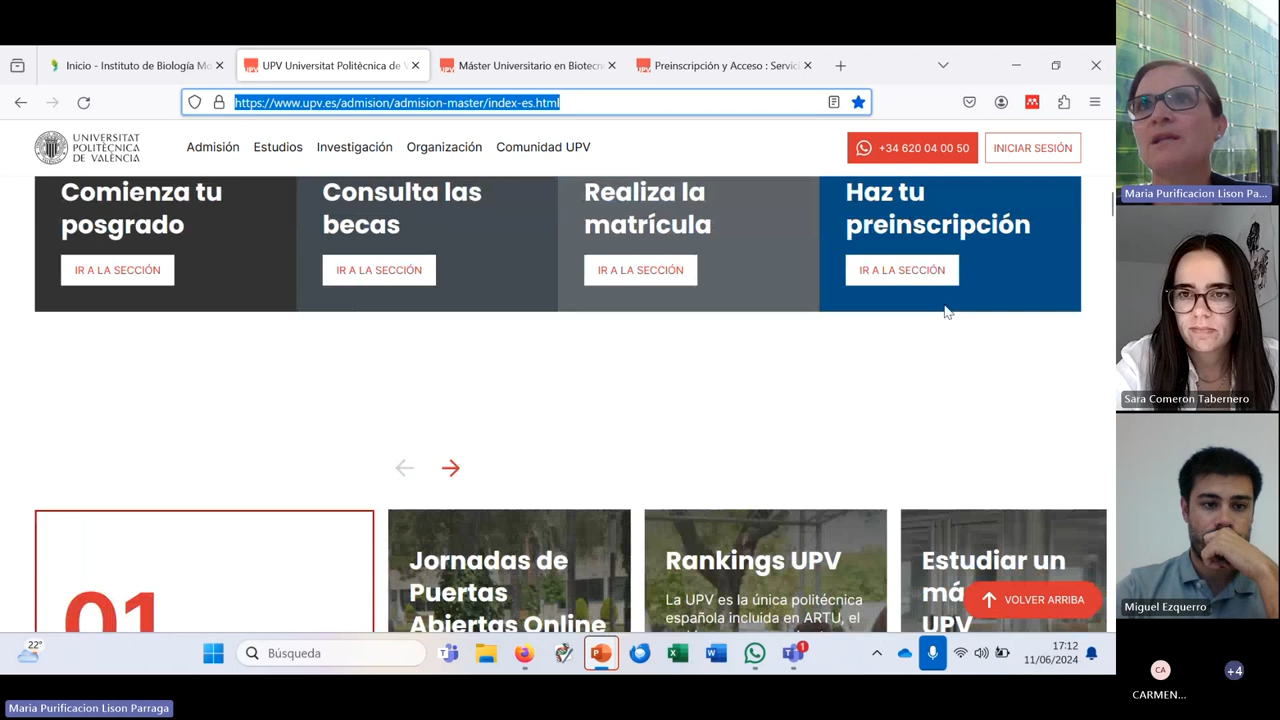 Inicio - Instituto de Biología Mo
UPV Universitat Politècnica de V
Máster Universitario en Biotecn
Preinscripción y Acceso : Servic
https://www.upv.es/admision/admision-master/index-es.html
UNIVERSITAT
POLITÈCNICA
DE VALÈNCIA
Admisión
Estudios
Investigación
Organización
Comunidad UPV
+34 620 04 00 50
INICIAR SESIÓN
Comienza tu
posgrado
IR A LA SECCIÓN
Consulta las
becas
IR A LA SECCIÓN
Realiza la
matrícula
IR A LA SECCIÓN
Haz tu
preinscripción
IR A LA SECCIÓN
01
Jornadas de
Puertas
Abiertas Online
Rankings UPV
La UPV es la única politécnica
española incluida en ARTU, el
Estudiar un
má
UPV
VOLVER ARRIBA
22°
Búsqueda
1
17:12
11/06/2024
Maria Purificacion Lison Pa...
Sara Comeron Tabernero
Miguel Ezquerro
CA
CARMEN...
+4
Maria Purificacion Lison Parraga